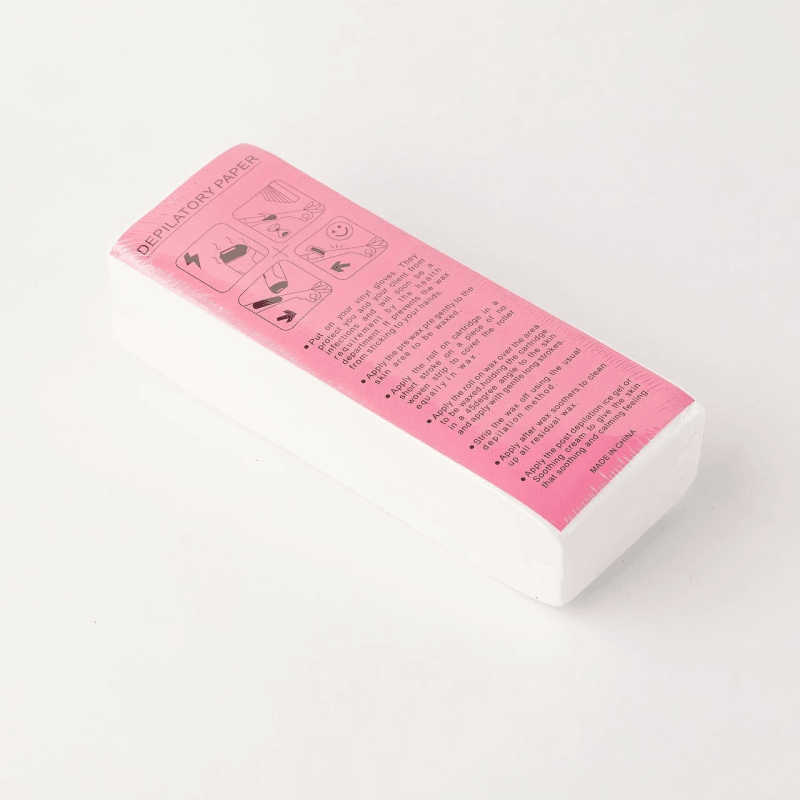 DEPILATORY PAPER
•Put on your vinyl gloves. They
protect you and your client from
infections and will soon be a
requirement by the health
department. It prevents the wax
from sticking to your hands.
•Apply the pre wax pre gently to the
skin area to be waxed.
•Apply the roll on cartridge in a
short stroke on a piece of no
woven strip to cover the roller
equally in wax.
•Apply the roll on wax over the area
to be waxed, holding the cartridge
in a 45degree angle to the skin
and apply with gentle long strokes.
•Strip the wax off using the usual
depilation method.
•Apply after wax soothers to clean
up all residual wax.
•Apply the post depilation ice gel or
Soothing cream to give the skin
that soothing and calming feeling.
MADE IN CHINA